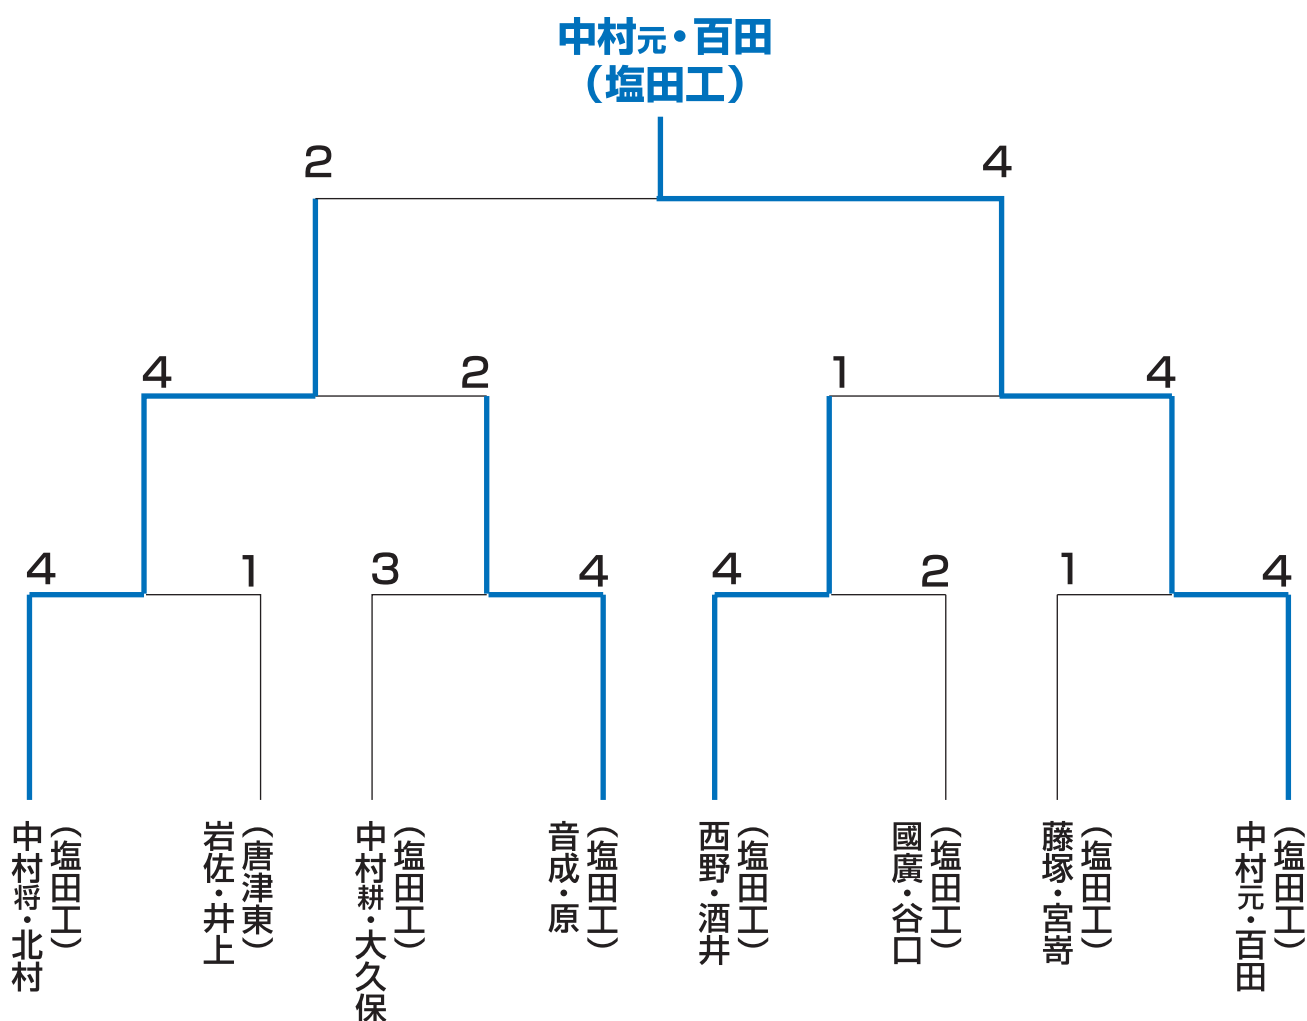 中村元・百田
（塩田工）
2
4
4
2
1
4
4
1
3
4
4
2
1
4
中村将・北村
（塩田工）
岩佐・井上
（唐津東）
中村耕・大久保
（塩田工）
音成・原
（塩田工）
西野・酒井
（塩田工）
國廣・谷口
（塩田工）
藤塚・宮嵜
（塩田工）
中村元・百田
（塩田工）